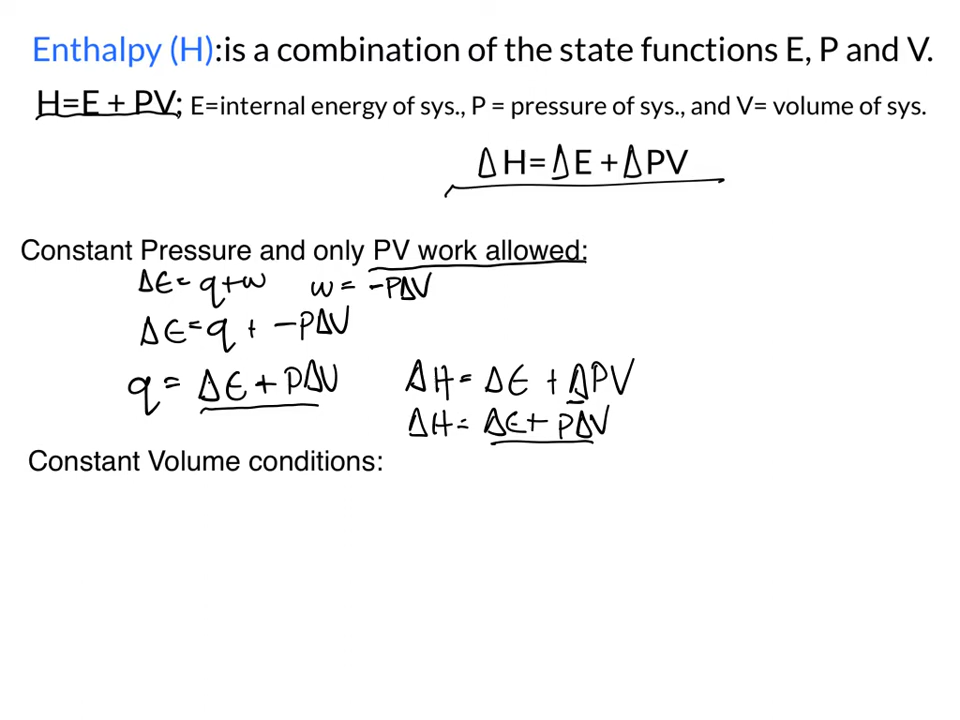 Enthalpy (H):is a combination of the state functions E, P and V.
H=E + PV; E=internal energy of sys., P = pressure of sys., and V= volume of sys.
ΔH=ΔE +ΔPV
Constant Pressure and only PV work allowed:
ΔE= q+w w = -PΔV
ΔE=q + -PΔV
q = ΔE + PΔV ΔH= ΔE + ΔPV
ΔH= ΔE+ PΔV
Constant Volume conditions: